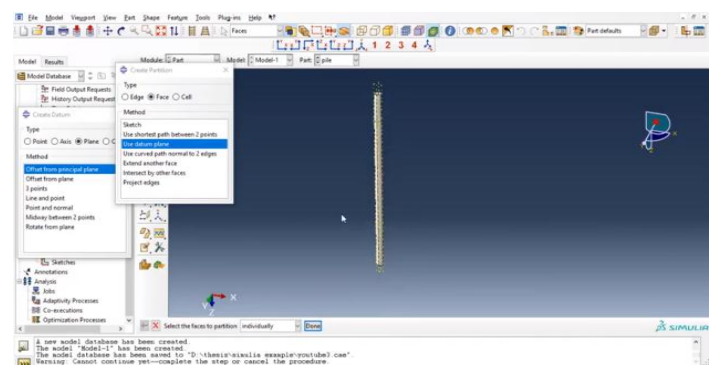 File Model Viewport View Part Shape Feature Tools Plug-ins Help
Faces
Part defaults
1 2 3 4
Model Results
Module: Part Model: Model-1 Part: pile
Model Database
Field Output Requests
History Output Request
Create Partition
Type
Edge Face Cell
Method
Sketch
Use shortest path between 2 points
Use datum plane
Use curved path normal to 2 edges
Extend another face
Intersect by other faces
Project edges
Create Datum
Type
Point Axis Plane C
Method
Offset from principal plane
Offset from plane
3 points
Line and point
Point and normal
Midway between 2 points
Rotate from plane
Sketches
Annotations
Analysis
Jobs
Adaptivity Processes
Co-executions
Optimization Processes
X
Y
Z
Select the faces to partition individually Done
SIMULIA
A new model database has been created.
The model "Model-1" has been created.
The model database has been saved to "D:\thesis\simulia example\youtube3.cae".
Warning: Cannot continue yet--complete the step or cancel the procedure.